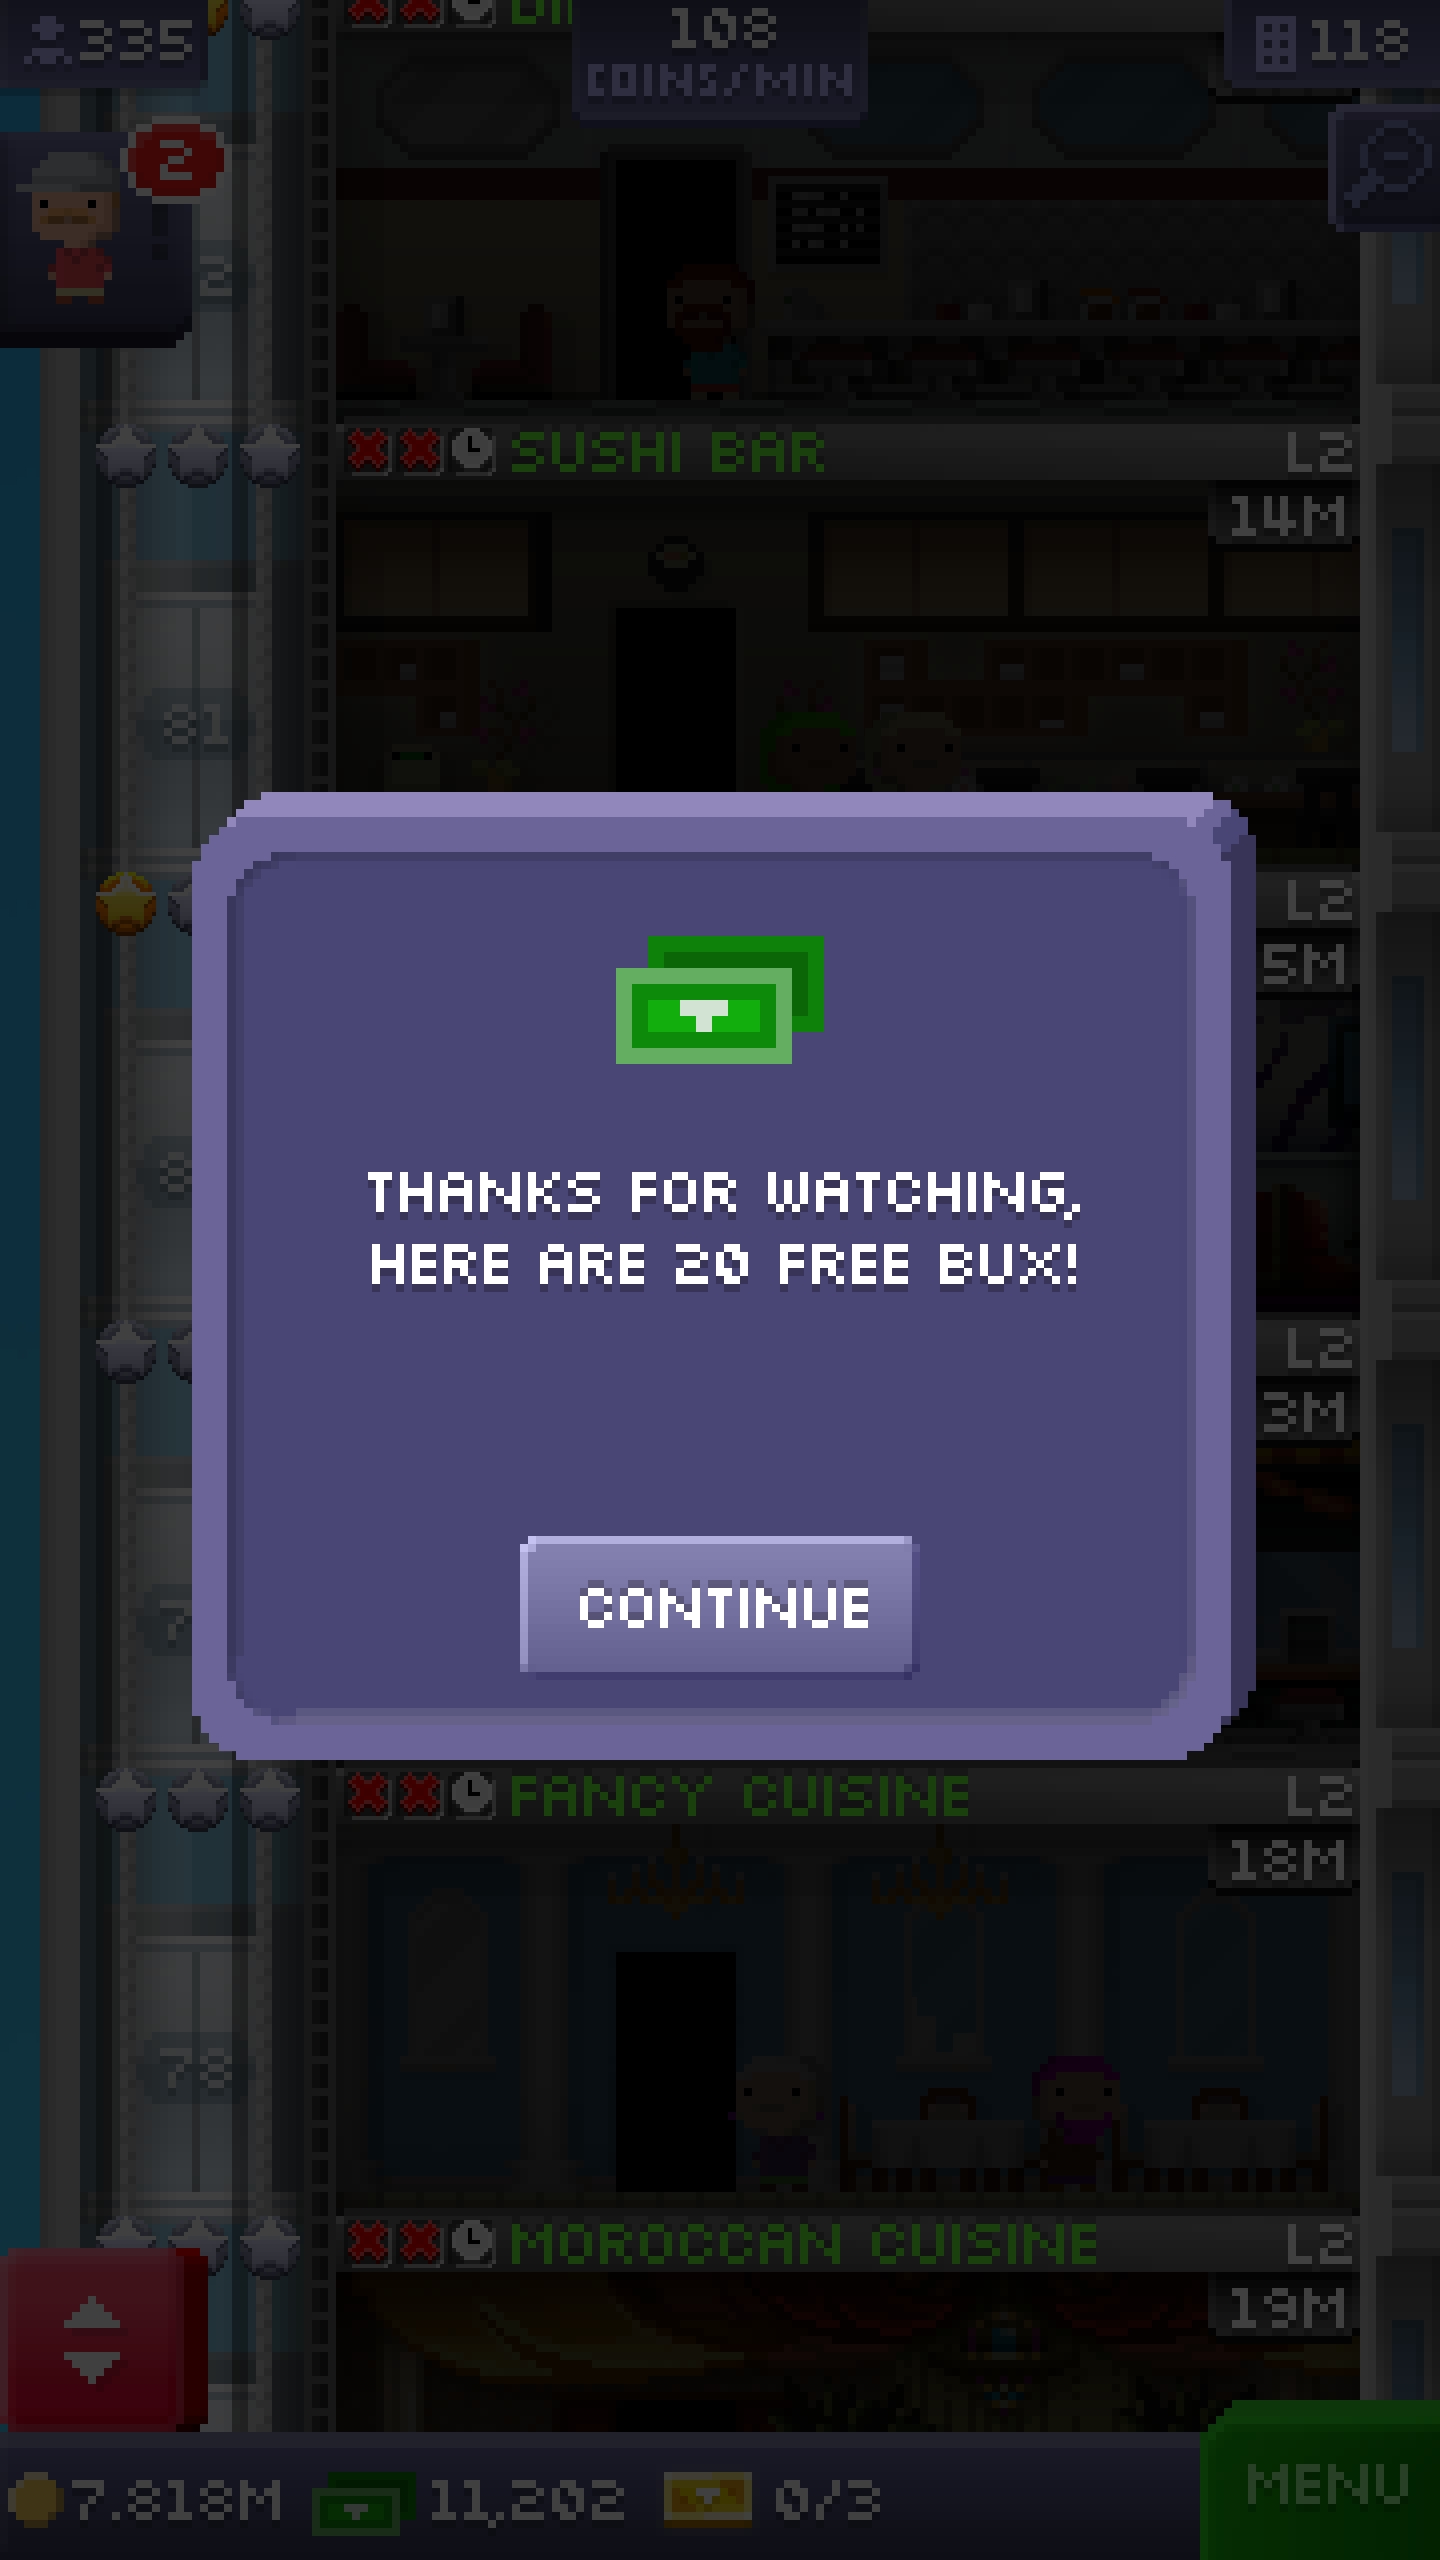 335
108
COINS/MIN
118
2
SUSHI BAR L2
14M
81
L2
5M
THANKS FOR WATCHING,
HERE ARE 20 FREE BUX!
L2
3M
CONTINUE
FANCY CUISINE L2
18M
78
MOROCCAN CUISINE L2
19M
7.818M 11,202 0/3
MENU